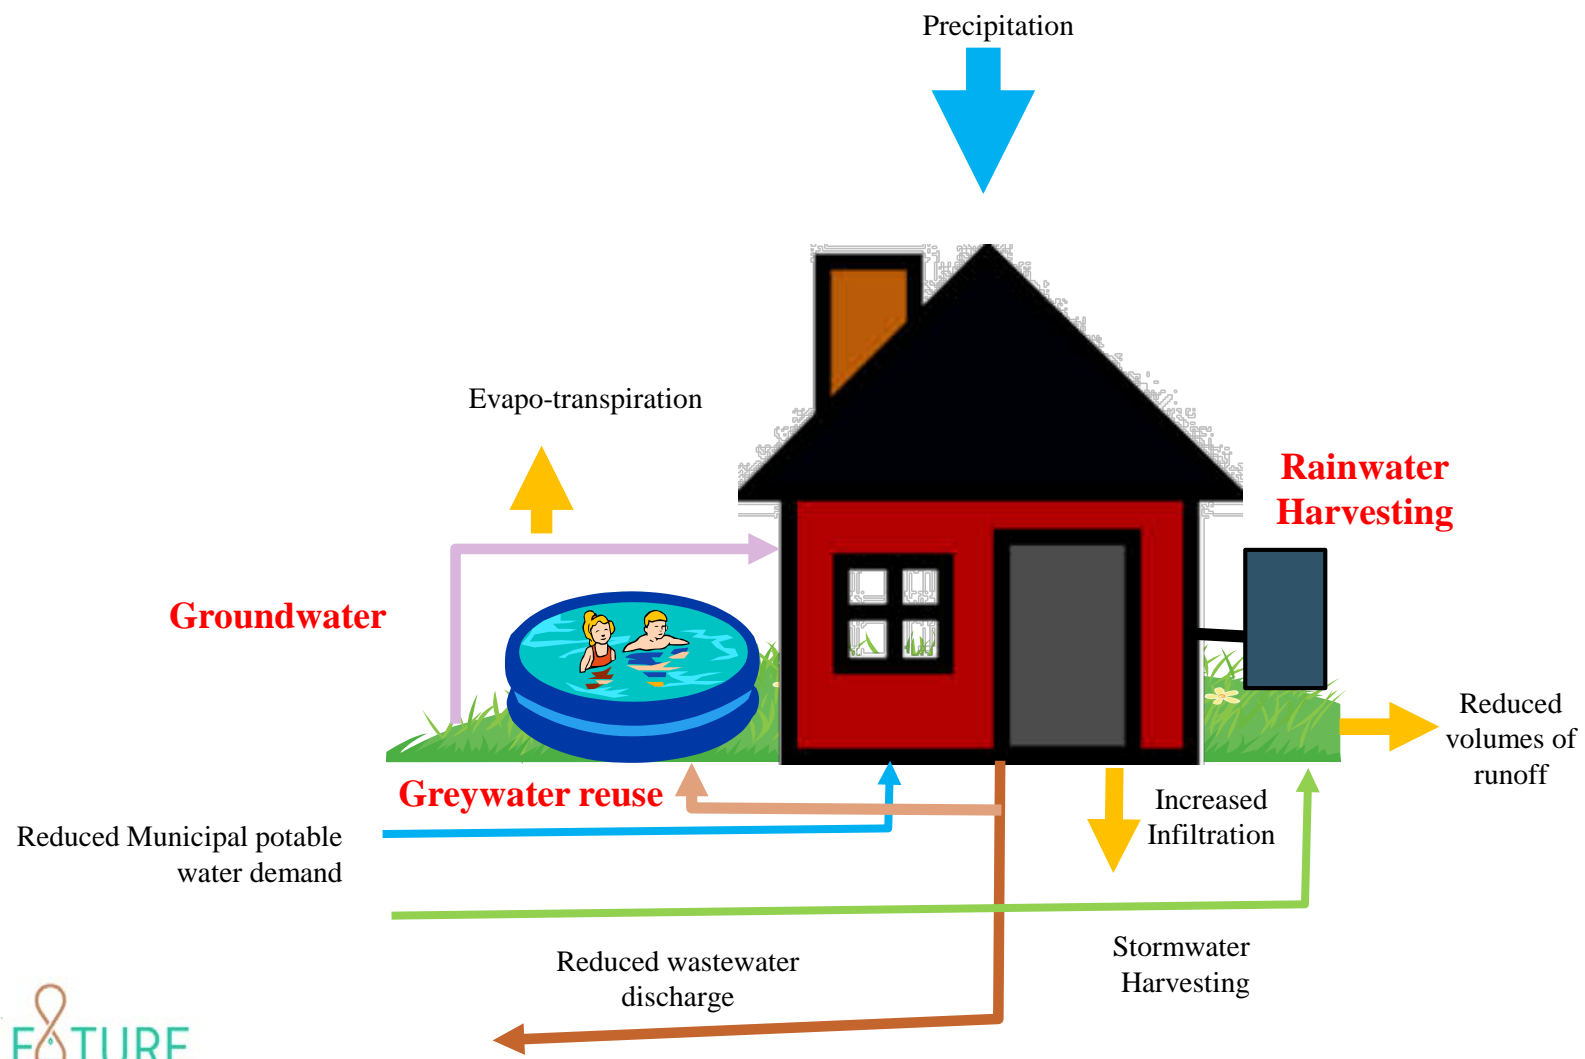 Precipitation
Evapo-transpiration
Rainwater
Harvesting
Groundwater
Reduced
volumes of
runoff
Greywater reuse
Increased
Infiltration
Reduced Municipal potable
water demand
Stormwater
Harvesting
Reduced wastewater
discharge
F8TURE